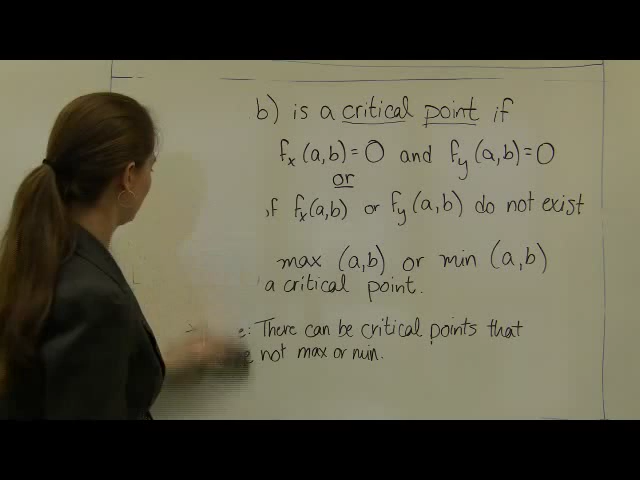 b) is a critical point if
fx(a,b)=0 and fy(a,b)=0
or
if fx(a,b) or fy(a,b) do not exist
max (a,b) or min (a,b)
a critical point.
There can be critical points that
not max or min.